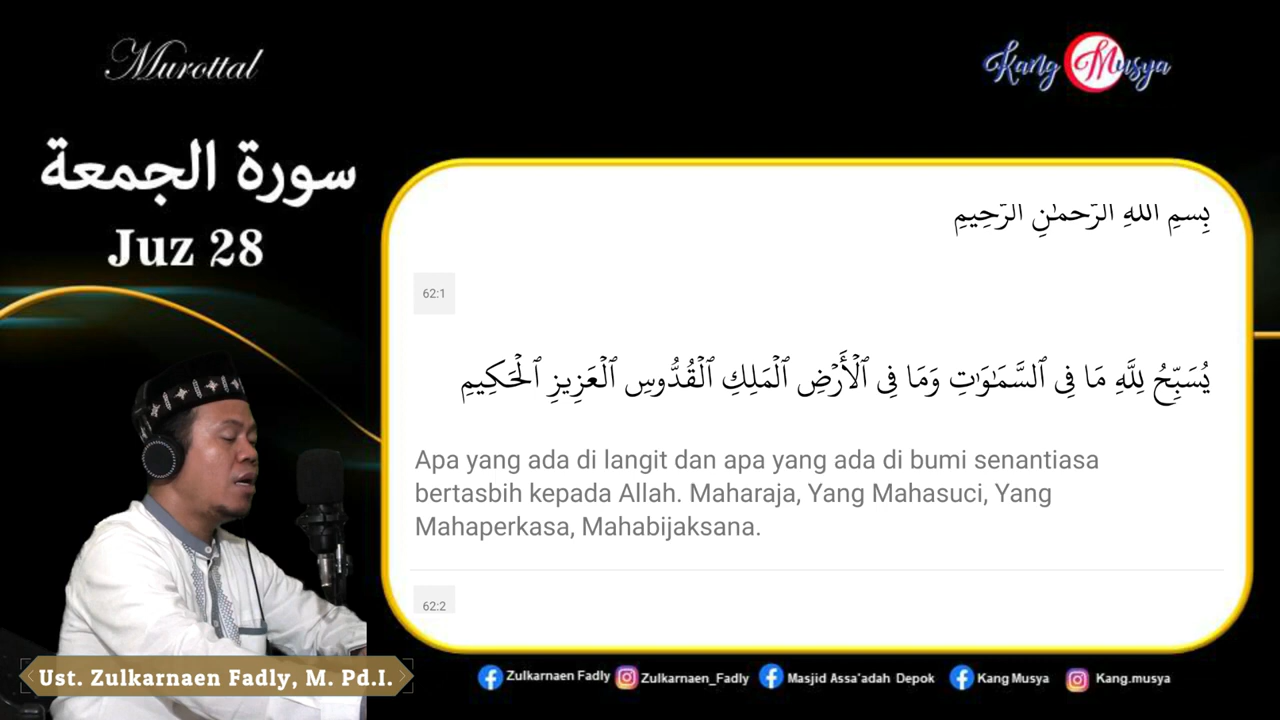 Murottal
Kang Musya
سورة الجمعة
Juz 28
بِسمِ اللهِ الرَّحمٰنِ الرَّحِيمِ
62:1
يُسَبِّحُ لِلَّهِ مَا فِى ٱلسَّمَـٰوَٰتِ وَمَا فِى ٱلْأَرْضِ ٱلْمَلِكِ ٱلْقُدُّوسِ ٱلْعَزِيزِ ٱلْحَكِيمِ
Apa yang ada di langit dan apa yang ada di bumi senantiasa
bertasbih kepada Allah. Maharaja, Yang Mahasuci, Yang
Mahaperkasa, Mahabijaksana.
62:2
Ust. Zulkarnaen Fadly, M. Pd.I.
Zulkarnaen Fadly Zulkarnaen_Fadly Masjid Assa'adah Depok Kang Musya Kang.musya